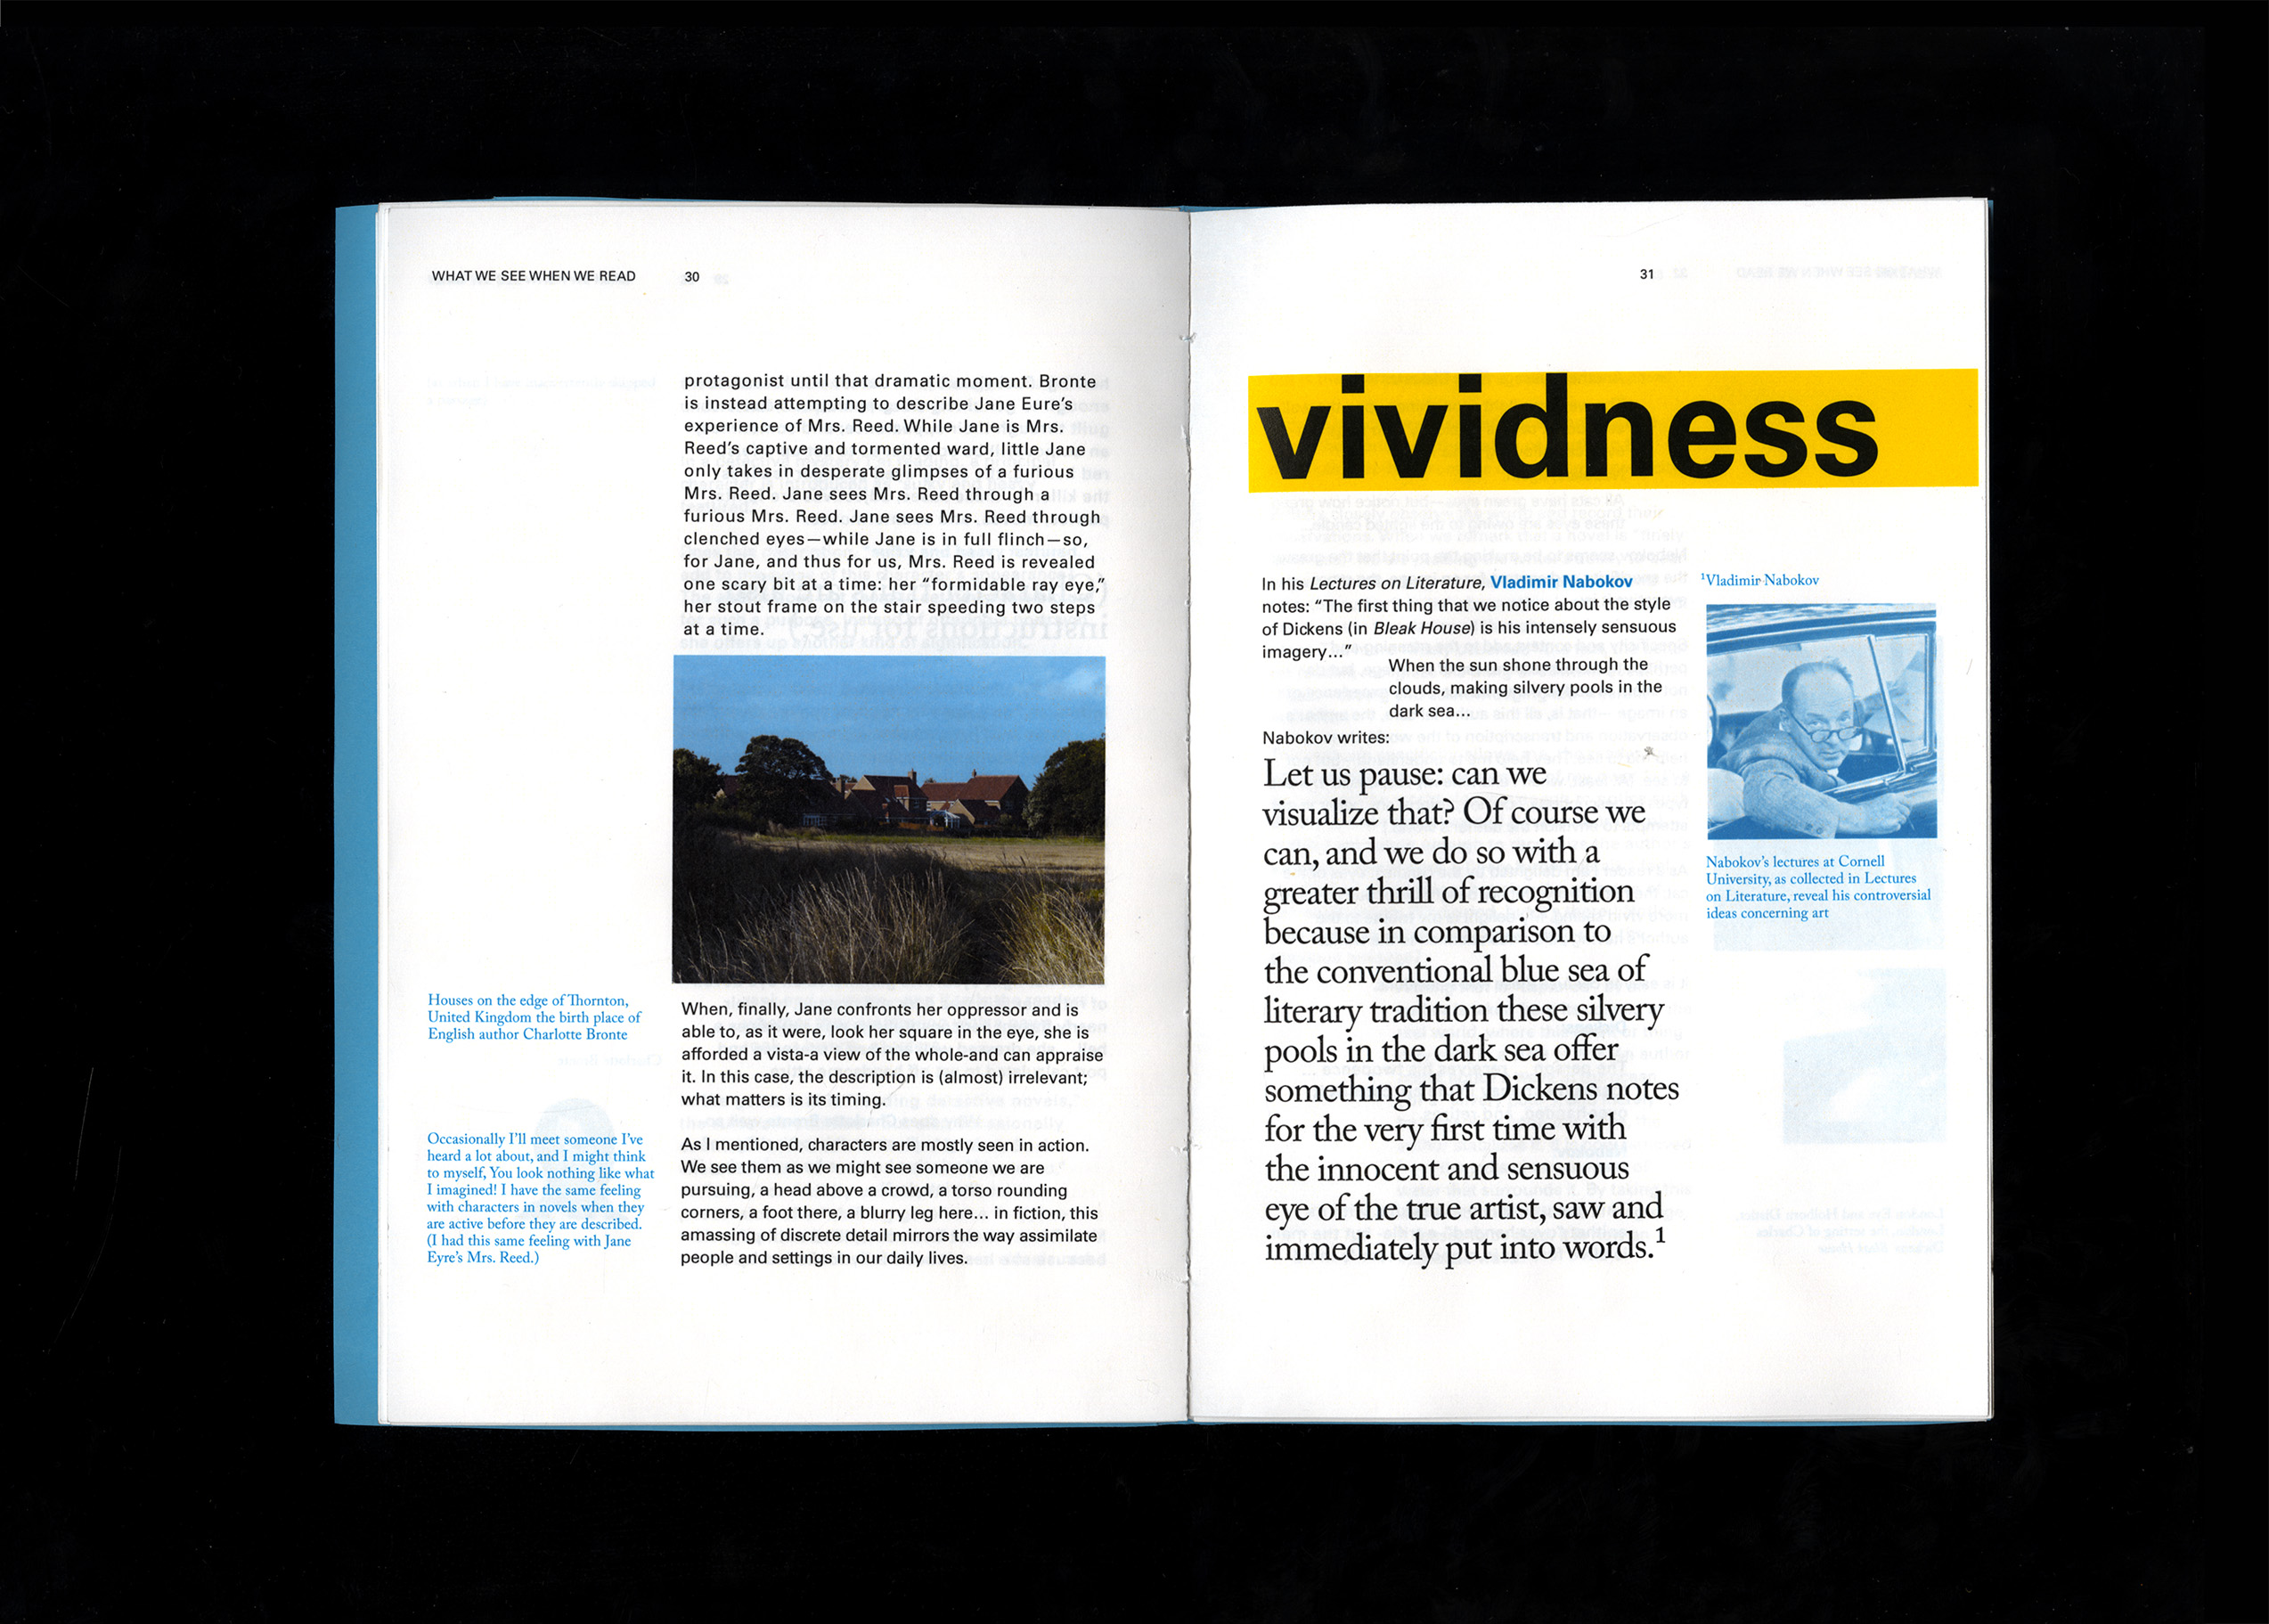 WHAT WE SEE WHEN WE READ 30
protagonist until that dramatic moment. Bronte
is instead attempting to describe Jane Eure’s
experience of Mrs. Reed. While Jane is Mrs.
Reed’s captive and tormented ward, little Jane
only takes in desperate glimpses of a furious
Mrs. Reed. Jane sees Mrs. Reed through a
furious Mrs. Reed. Jane sees Mrs. Reed through
clenched eyes—while Jane is in full flinch—so,
for Jane, and thus for us, Mrs. Reed is revealed
one scary bit at a time: her “formidable ray eye,”
her stout frame on the stair speeding two steps
at a time.
Houses on the edge of Thornton,
United Kingdom the birth place of
English author Charlotte Bronte
When, finally, Jane confronts her oppressor and is
able to, as it were, look her square in the eye, she is
afforded a vista-a view of the whole-and can appraise
it. In this case, the description is (almost) irrelevant;
what matters is its timing.
Occasionally I’ll meet someone I’ve
heard a lot about, and I might think
to myself, You look nothing like what
I imagined! I have the same feeling
with characters in novels when they
are active before they are described.
(I had this same feeling with Jane
Eyre’s Mrs. Reed.)
As I mentioned, characters are mostly seen in action.
We see them as we might see someone we are
pursuing, a head above a crowd, a torso rounding
corners, a foot there, a blurry leg here... in fiction, this
amassing of discrete detail mirrors the way assimilate
people and settings in our daily lives.
31
vividness
In his Lectures on Literature, Vladimir Nabokov
notes: “The first thing that we notice about the style
of Dickens (in Bleak House) is his intensely sensuous
imagery...”
When the sun shone through the
clouds, making silvery pools in the
dark sea...
Nabokov writes:
Let us pause: can we
visualize that? Of course we
can, and we do so with a
greater thrill of recognition
because in comparison to
the conventional blue sea of
literary tradition these silvery
pools in the dark sea offer
something that Dickens notes
for the very first time with
the innocent and sensuous
eye of the true artist, saw and
immediately put into words.¹
¹Vladimir Nabokov
Nabokov’s lectures at Cornell
University, as collected in Lectures
on Literature, reveal his controversial
ideas concerning art